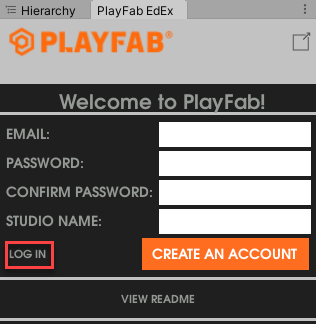 Hierarchy PlayFab EdEx
PLAYFAB®
Welcome to PlayFab!
EMAIL:
PASSWORD:
CONFIRM PASSWORD:
STUDIO NAME:
LOG IN CREATE AN ACCOUNT
VIEW README